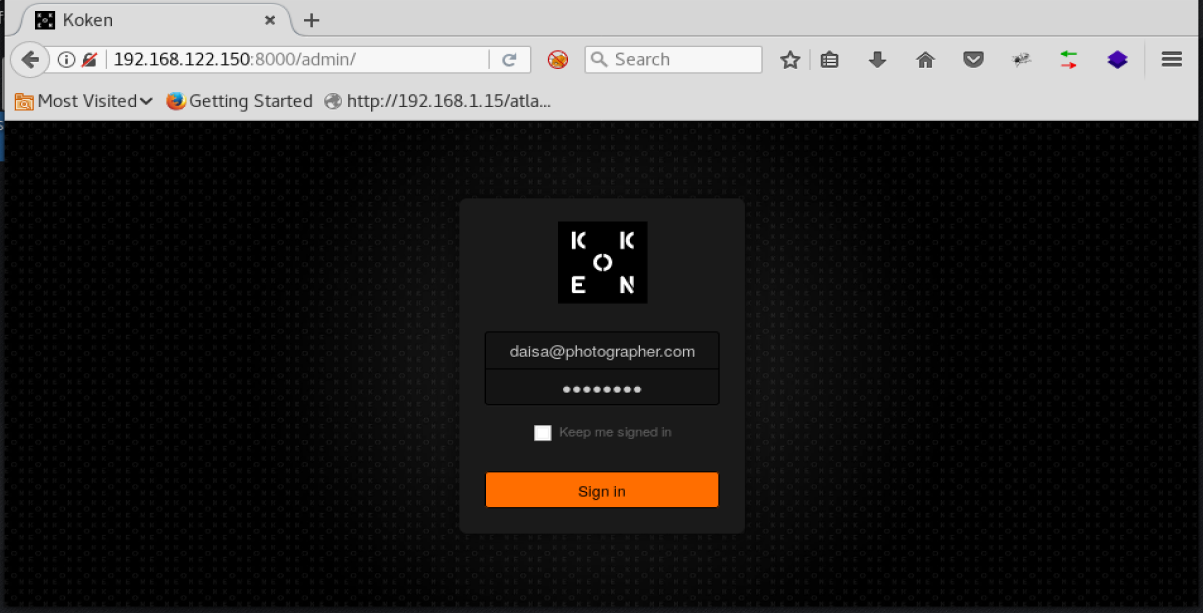 Koken
192.168.122.150:8000/admin/
Search
Most Visited
Getting Started
http://192.168.1.15/atla...
K K
O
E N
daisa@photographer.com
••••••••
Keep me signed in
Sign in